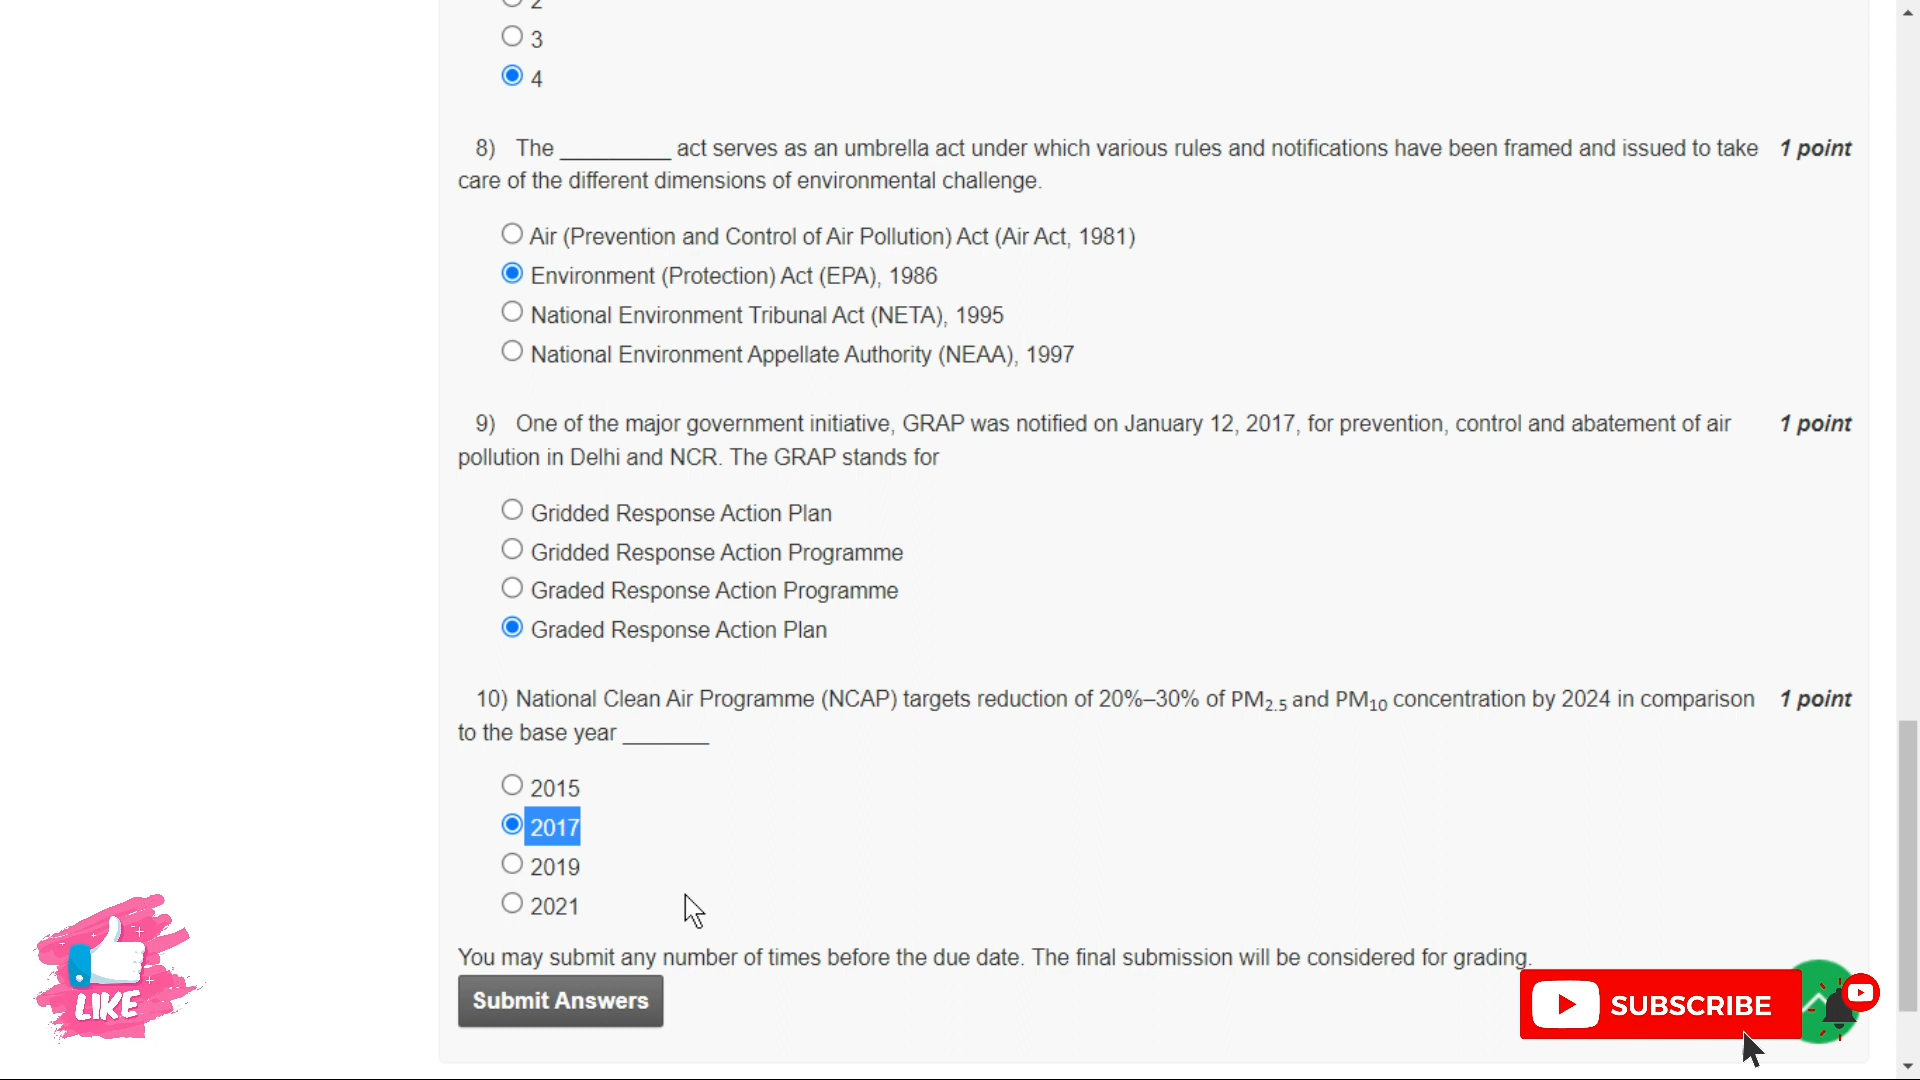 2
3
4
8) The _________ act serves as an umbrella act under which various rules and notifications have been framed and issued to take 1 point
care of the different dimensions of environmental challenge.
Air (Prevention and Control of Air Pollution) Act (Air Act, 1981)
Environment (Protection) Act (EPA), 1986
National Environment Tribunal Act (NETA), 1995
National Environment Appellate Authority (NEAA), 1997
9) One of the major government initiative, GRAP was notified on January 12, 2017, for prevention, control and abatement of air 1 point
pollution in Delhi and NCR. The GRAP stands for
Gridded Response Action Plan
Gridded Response Action Programme
Graded Response Action Programme
Graded Response Action Plan
10) National Clean Air Programme (NCAP) targets reduction of 20%–30% of PM2.5 and PM10 concentration by 2024 in comparison 1 point
to the base year _______
2015
2017
2019
2021
You may submit any number of times before the due date. The final submission will be considered for grading.
Submit Answers
LIKE
SUBSCRIBE